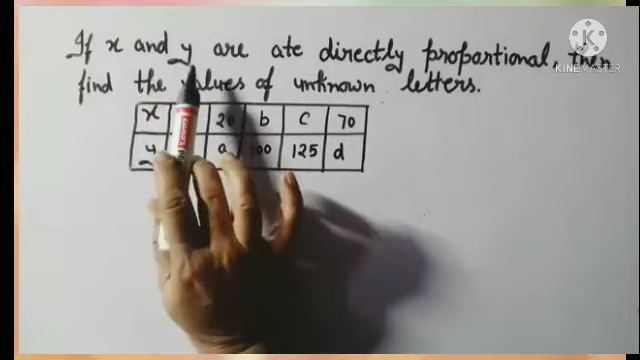 If x and y are ate directly proportional, then
find the values of unknown letters.
x 20 b c 70
y a 100 125 d
KINEMASTER